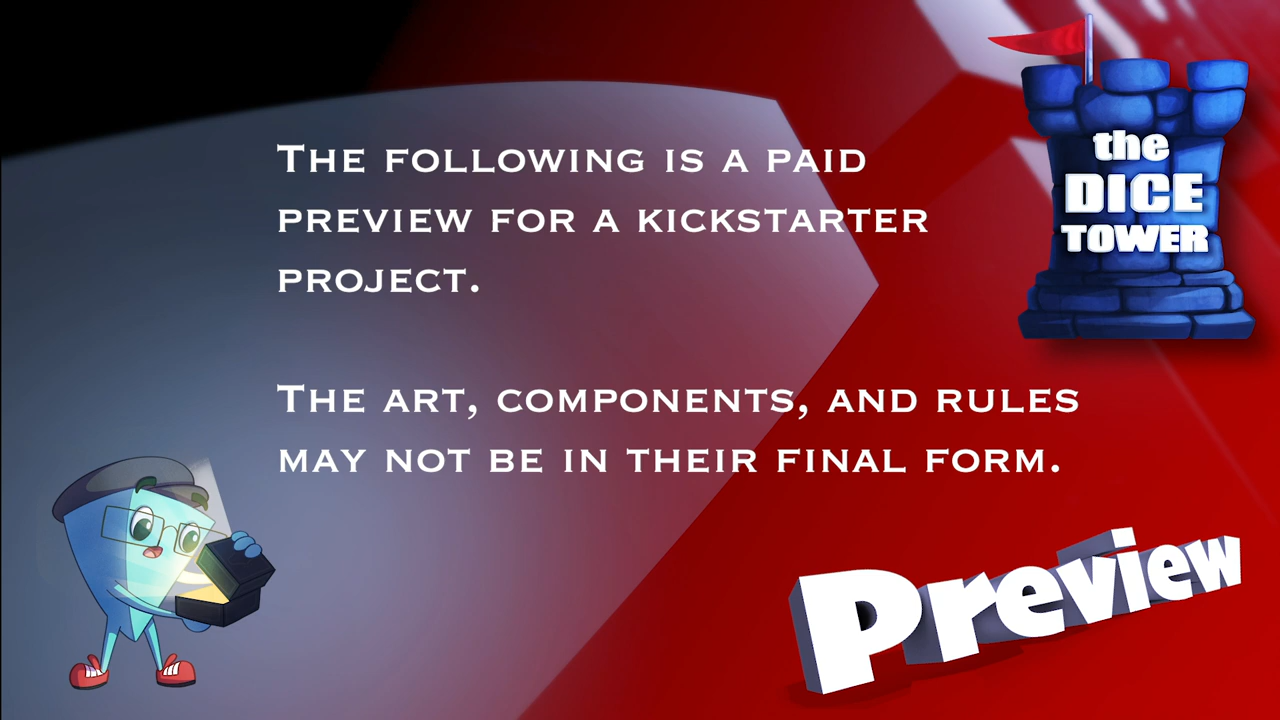 The following is a paid
preview for a kickstarter
project.
The art, components, and rules
may not be in their final form.
the
DICE
TOWER
Preview